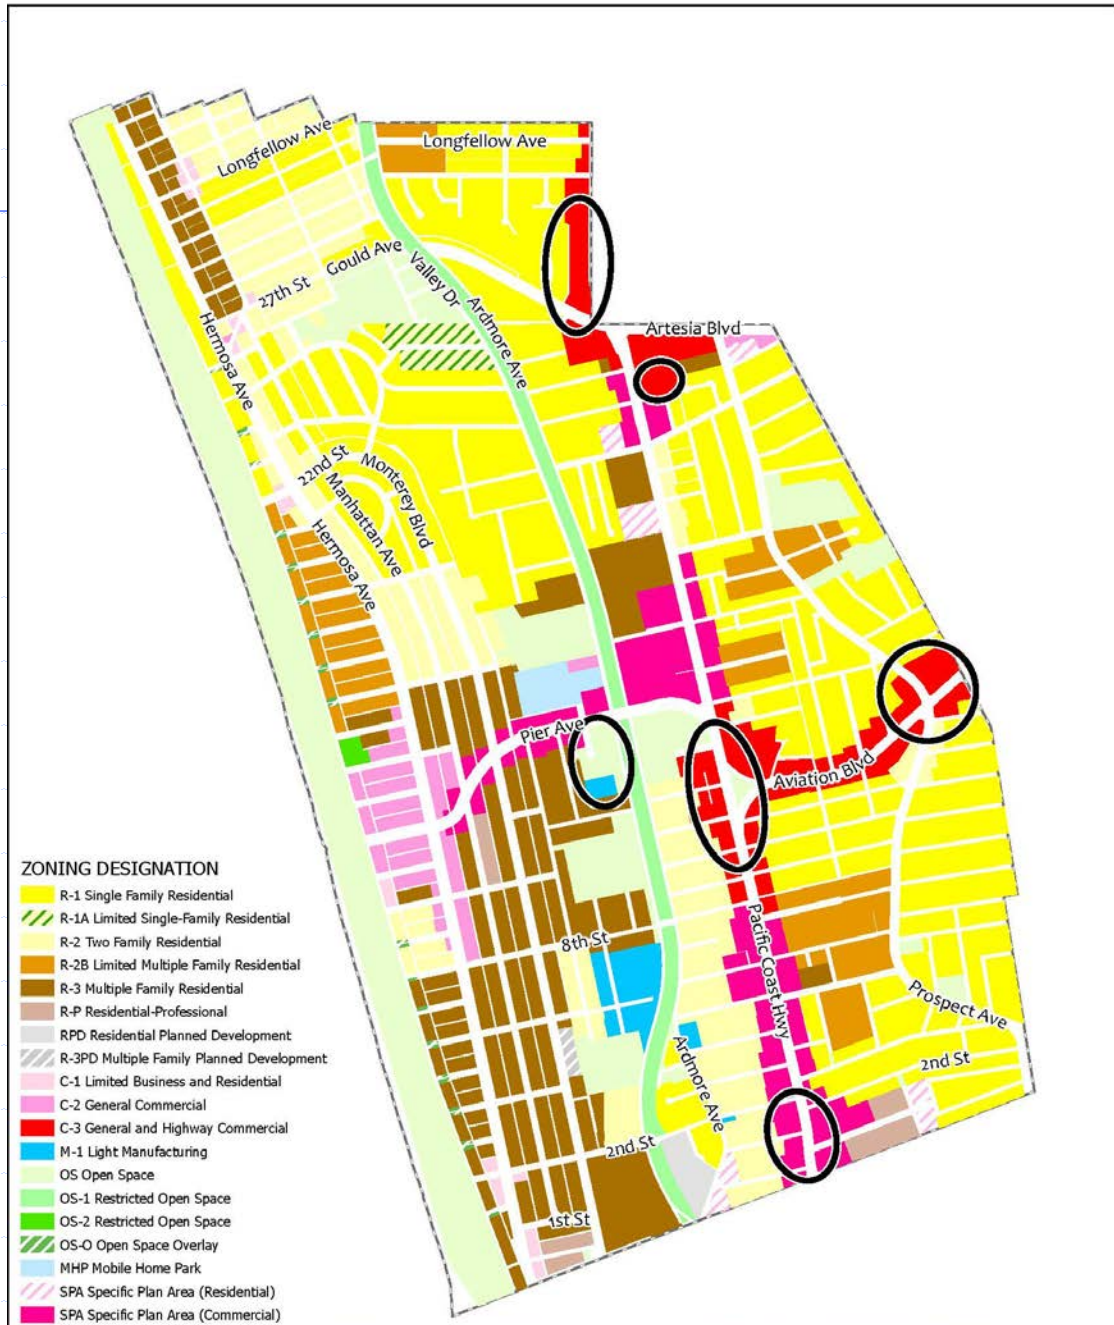 Longfellow Ave
Longfellow Ave
Gould Ave
27th St
Valley Dr
Ardmore Ave
Artesia Blvd
Hermosa Ave
22nd St
Monterey Blvd
Manhattan Ave
Hermosa Ave
Pier Ave
Aviation Blvd
8th St
Pacific Coast Hwy
Prospect Ave
Ardmore Ave
2nd St
2nd St
1st St
ZONING DESIGNATION
R-1 Single Family Residential
R-1A Limited Single-Family Residential
R-2 Two Family Residential
R-2B Limited Multiple Family Residential
R-3 Multiple Family Residential
R-P Residential-Professional
RPD Residential Planned Development
R-3PD Multiple Family Planned Development
C-1 Limited Business and Residential
C-2 General Commercial
C-3 General and Highway Commercial
M-1 Light Manufacturing
OS Open Space
OS-1 Restricted Open Space
OS-2 Restricted Open Space
OS-O Open Space Overlay
MHP Mobile Home Park
SPA Specific Plan Area (Residential)
SPA Specific Plan Area (Commercial)